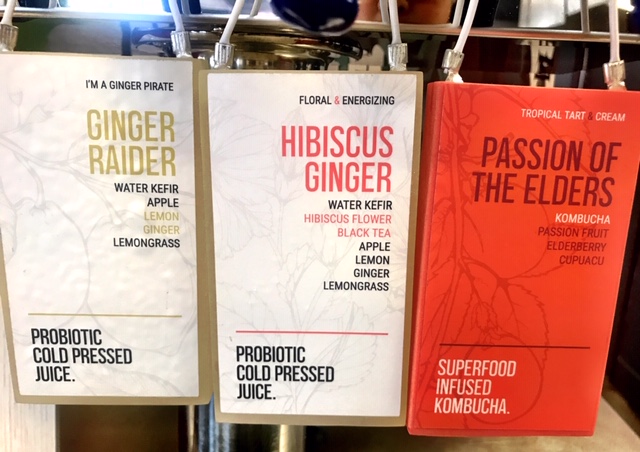 I'M A GINGER PIRATE
GINGER
RAIDER
WATER KEFIR
APPLE
LEMON
GINGER
LEMONGRASS
PROBIOTIC
COLD PRESSED
JUICE.
FLORAL & ENERGIZING
HIBISCUS
GINGER
WATER KEFIR
HIBISCUS FLOWER
BLACK TEA
APPLE
LEMON
GINGER
LEMONGRASS
PROBIOTIC
COLD PRESSED
JUICE.
TROPICAL TART & CREAM
PASSION OF
THE ELDERS
KOMBUCHA
PASSION FRUIT
ELDERBERRY
CUPUACU
SUPERFOOD
INFUSED
KOMBUCHA.